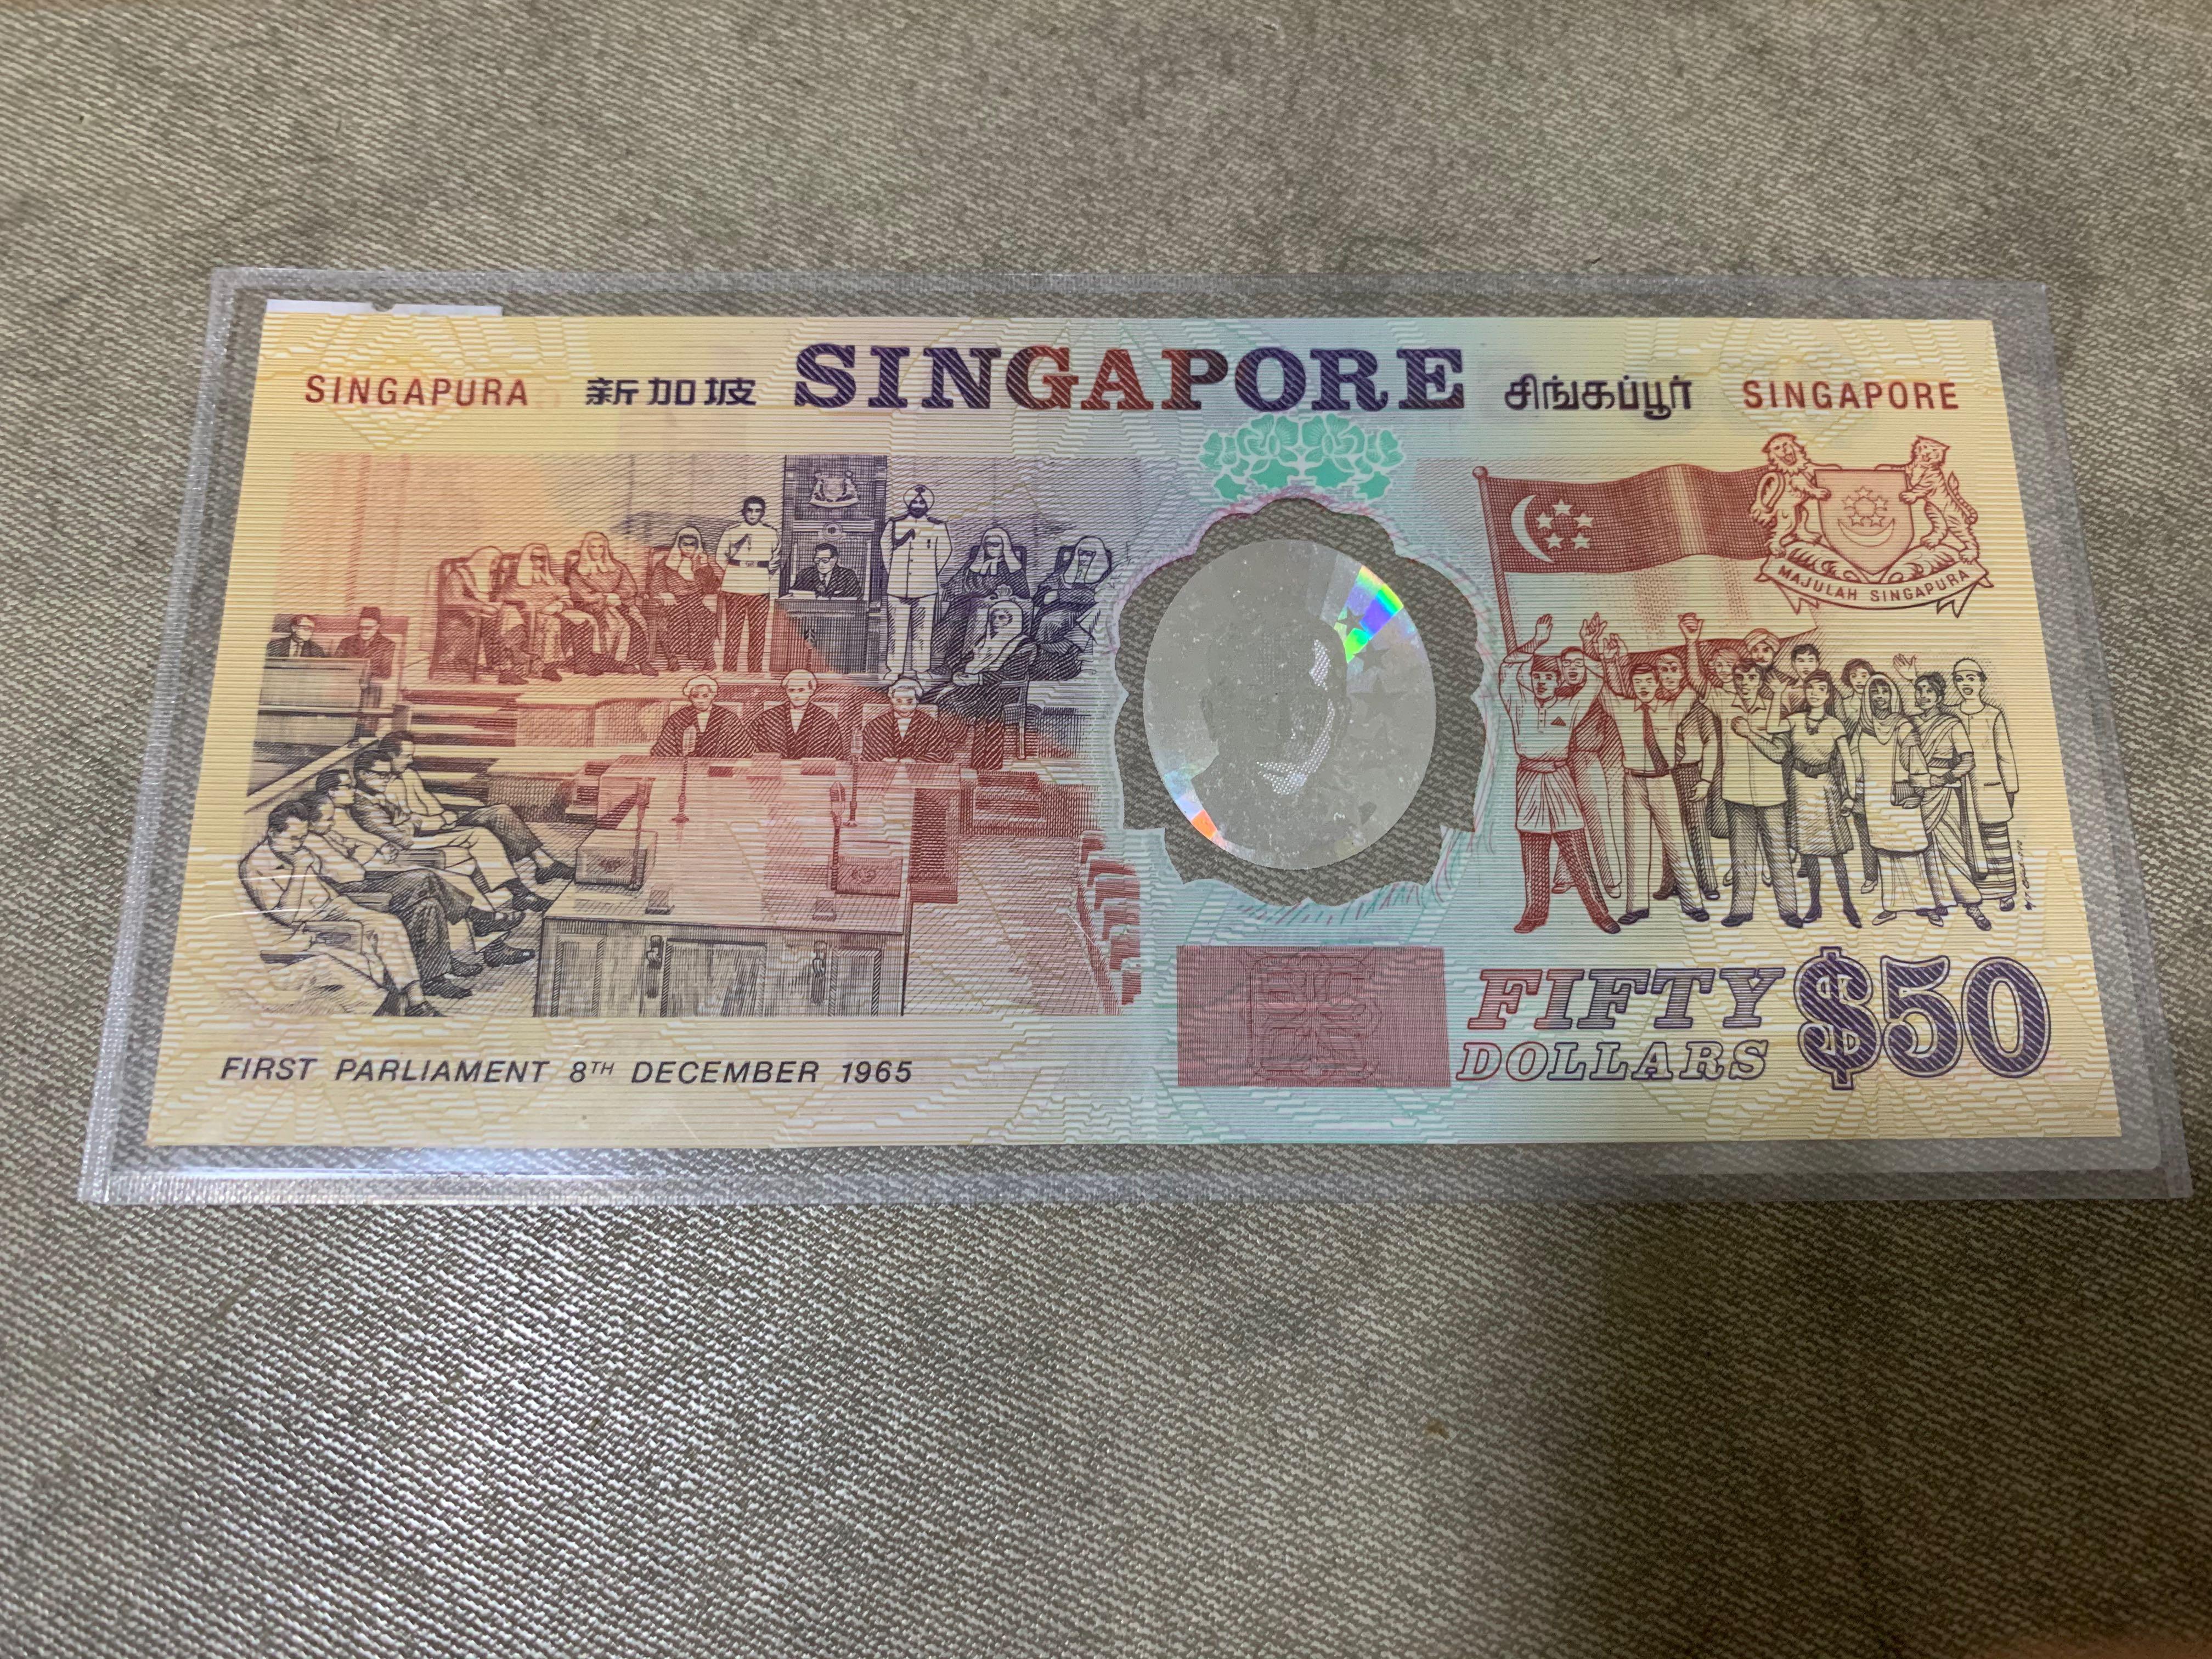 SINGAPURA 新加坡 SINGAPORE சிங்கப்பூர் SINGAPORE
MAJULAH SINGAPURA
FIFTY
DOLLARS
$50
FIRST PARLIAMENT 8TH DECEMBER 1965